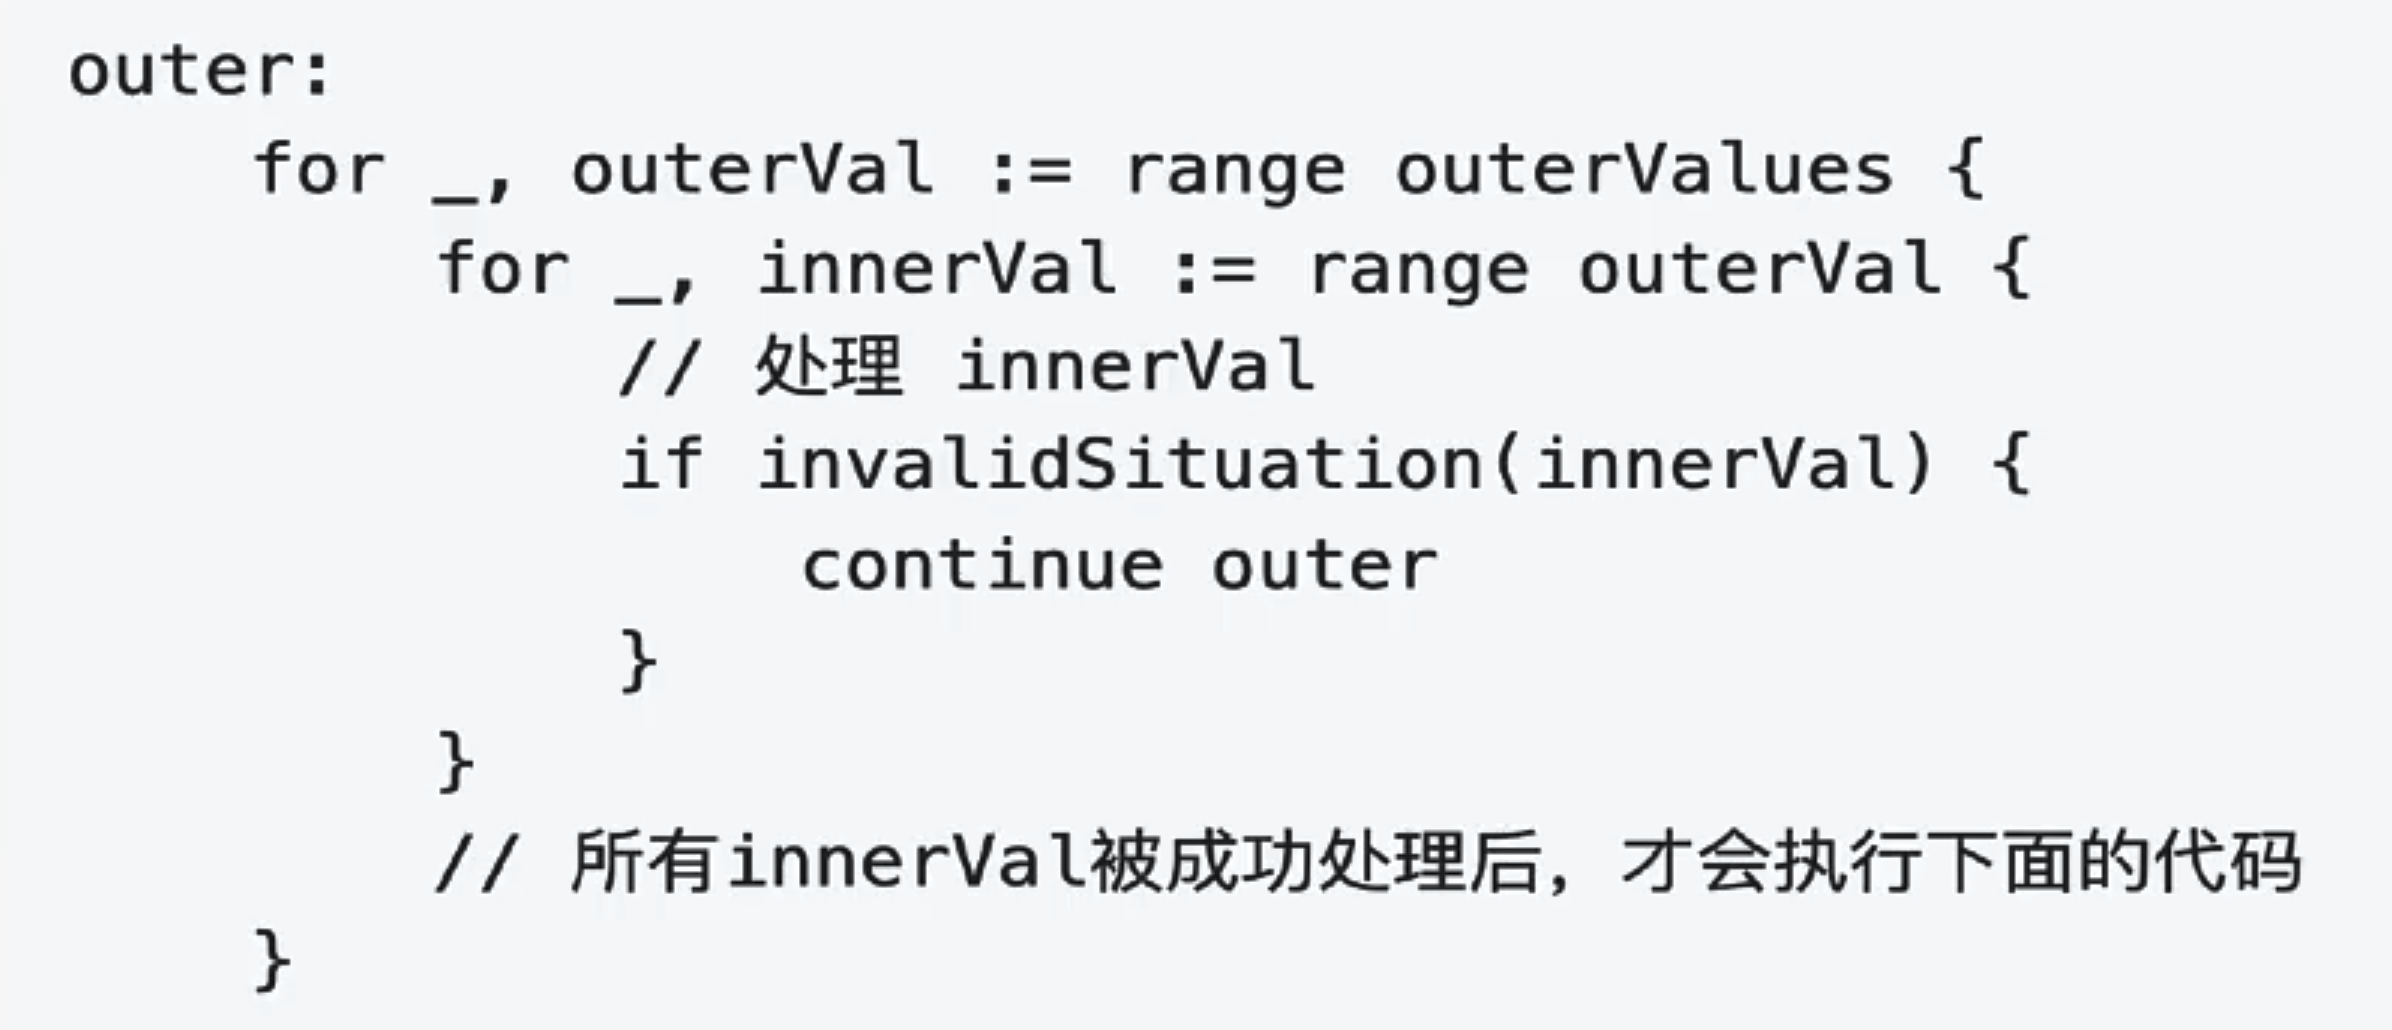 outer:
    for _, outerVal := range outerValues {
        for _, innerVal := range outerVal {
            // 处理 innerVal
            if invalidSituation(innerVal) {
                continue outer
            }
        }
        // 所有innerVal被成功处理后，才会执行下面的代码
    }